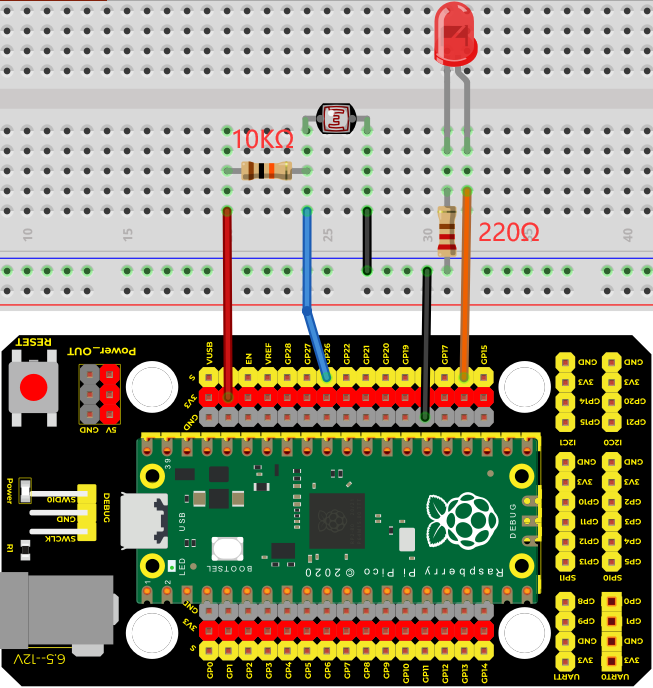 10KΩ
220Ω
10
15
25
30
40
RESET
Power_OUT
GND
5V
VUSB
EN
VREF
GP28
GP27
GP26
GP22
GP21
GP20
GP19
GP17
GP15
S
3V3
GND
GND
3V3
GP14
GP15
I2C1
GND
3V3
GP20
GP21
I2C0
GND
3V3
GP10
GP11
GP12
GP13
SPI1
GND
3V3
GP2
GP3
GP4
GP5
SPI0
GP8
GP9
GND
3V3
UART1
GP0
GP1
GND
3V3
UART0
Power
R1
DEBUG
SWDIO
GND
SWCLK
6.5--12V
39
USB
1
2
LED
BOOTSEL
Raspberry Pi Pico © 2020
DEBUG
GND
3V3
S
GP0
GP1
GP2
GP3
GP4
GP5
GP6
GP7
GP8
GP9
GP10
GP11
GP12
GP13
GP14